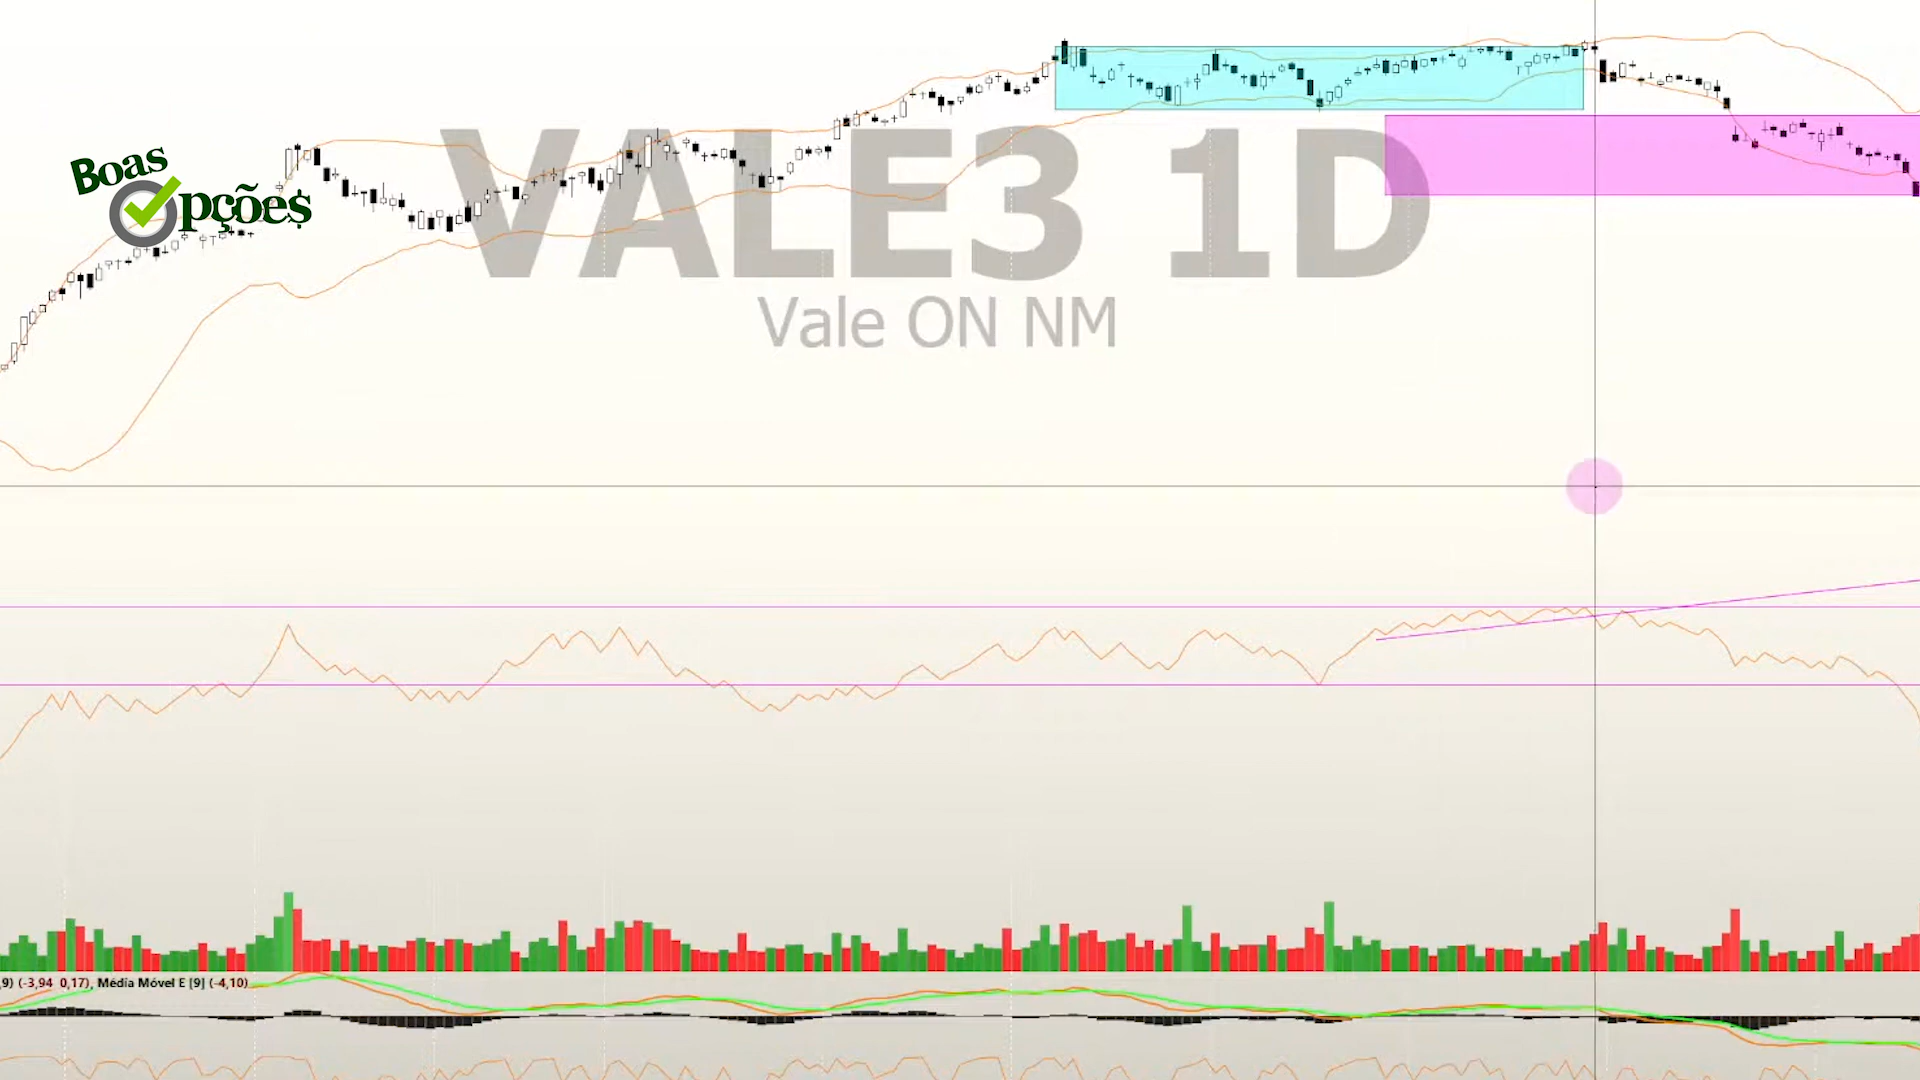 VALE3 1D
Vale ON NM
Boas
Opções
,9) (-3,94 0,17), Média Móvel E [9] (-4,10)